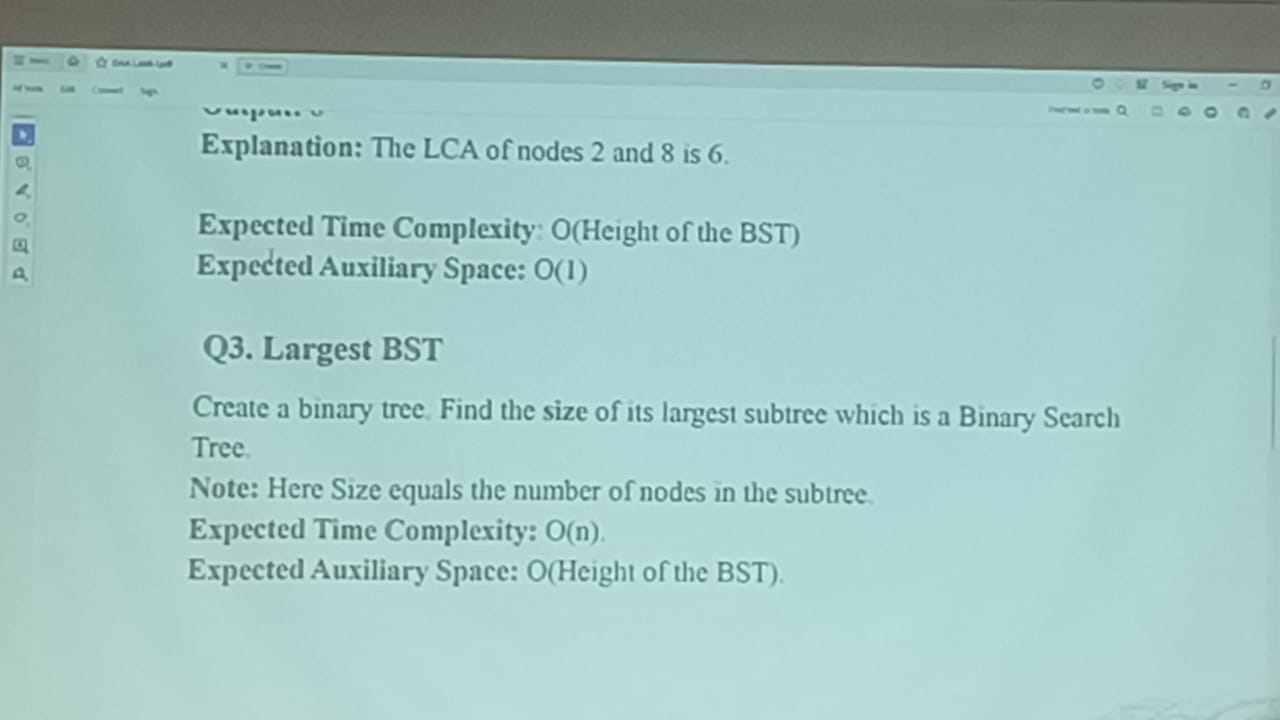 Sign in
Explanation: The LCA of nodes 2 and 8 is 6.
Expected Time Complexity: O(Height of the BST)
Expected Auxiliary Space: O(1)
Q3. Largest BST
Create a binary tree. Find the size of its largest subtree which is a Binary Search
Tree.
Note: Here Size equals the number of nodes in the subtree.
Expected Time Complexity: O(n).
Expected Auxiliary Space: O(Height of the BST).